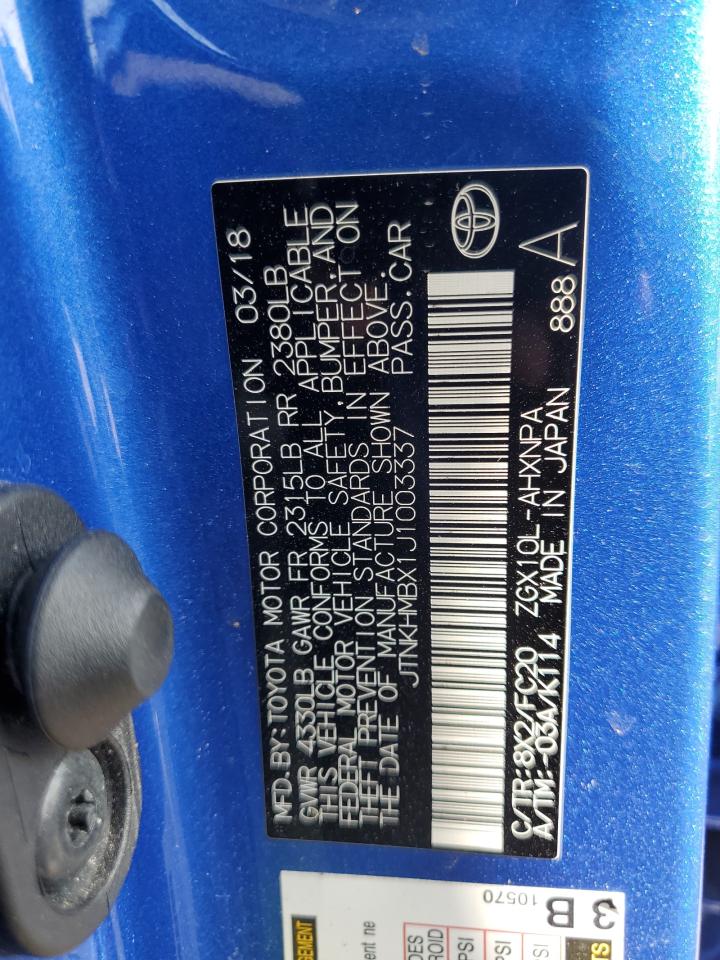 MFD. BY: TOYOTA MOTOR CORPORATION 03/18
GVWR 4330LB GAWR FR 2315LB RR 2380LB
THIS VEHICLE CONFORMS TO ALL APPLICABLE
FEDERAL MOTOR VEHICLE SAFETY, BUMPER, AND
THEFT PREVENTION STANDARDS IN EFFECT ON
THE DATE OF MANUFACTURE SHOWN ABOVE.
JTNKHMBX1J1003337 PASS. CAR
C/TR: 8X2/FC20 ZGX10L-AHXNPA
A/TM: -03A/K114 MADE IN JAPAN 888 A
3 B
10570